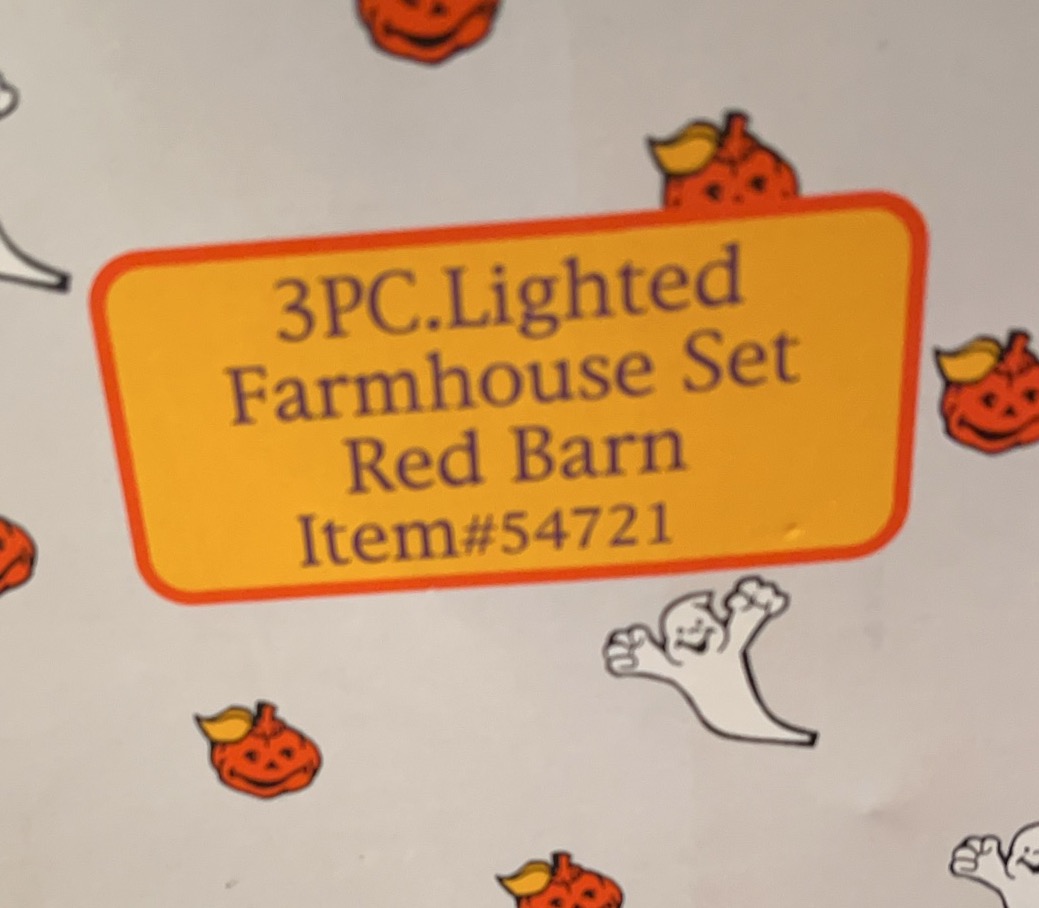 3PC.Lighted
Farmhouse Set
Red Barn
Item#54721